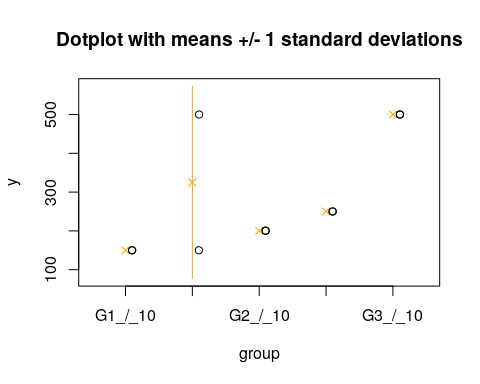 Dotplot with means +/- 1 standard deviations
500
300
100
y
G1_/_10 G2_/_10 G3_/_10
group